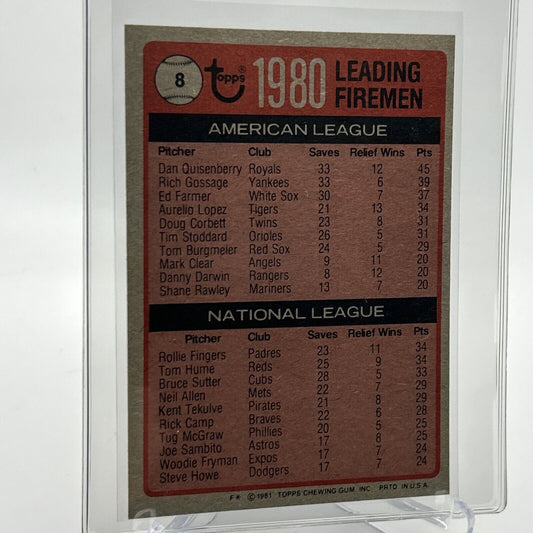 8 Topps® 1980 LEADING FIREMEN
AMERICAN LEAGUE
Pitcher Club Saves Relief Wins Pts
Dan Quisenberry Royals 33 12 45
Rich Gossage Yankees 33 6 39
Ed Farmer White Sox 30 7 37
Aurelio Lopez Tigers 21 13 34
Doug Corbett Twins 23 8 31
Tim Stoddard Orioles 26 5 31
Tom Burgmeier Red Sox 24 5 29
Mark Clear Angels 9 11 20
Danny Darwin Rangers 8 12 20
Shane Rawley Mariners 13 7 20
NATIONAL LEAGUE
Pitcher Club Saves Relief Wins Pts
Rollie Fingers Padres 23 11 34
Tom Hume Reds 25 9 34
Bruce Sutter Cubs 28 5 33
Neil Allen Mets 22 7 29
Kent Tekulve Pirates 21 8 29
Rick Camp Braves 22 6 28
Tug McGraw Phillies 20 5 25
Joe Sambito Astros 17 8 25
Woodie Fryman Expos 17 7 24
Steve Howe Dodgers 17 7 24
F* © 1981 TOPPS CHEWING GUM, INC. PRTD. IN U.S.A.